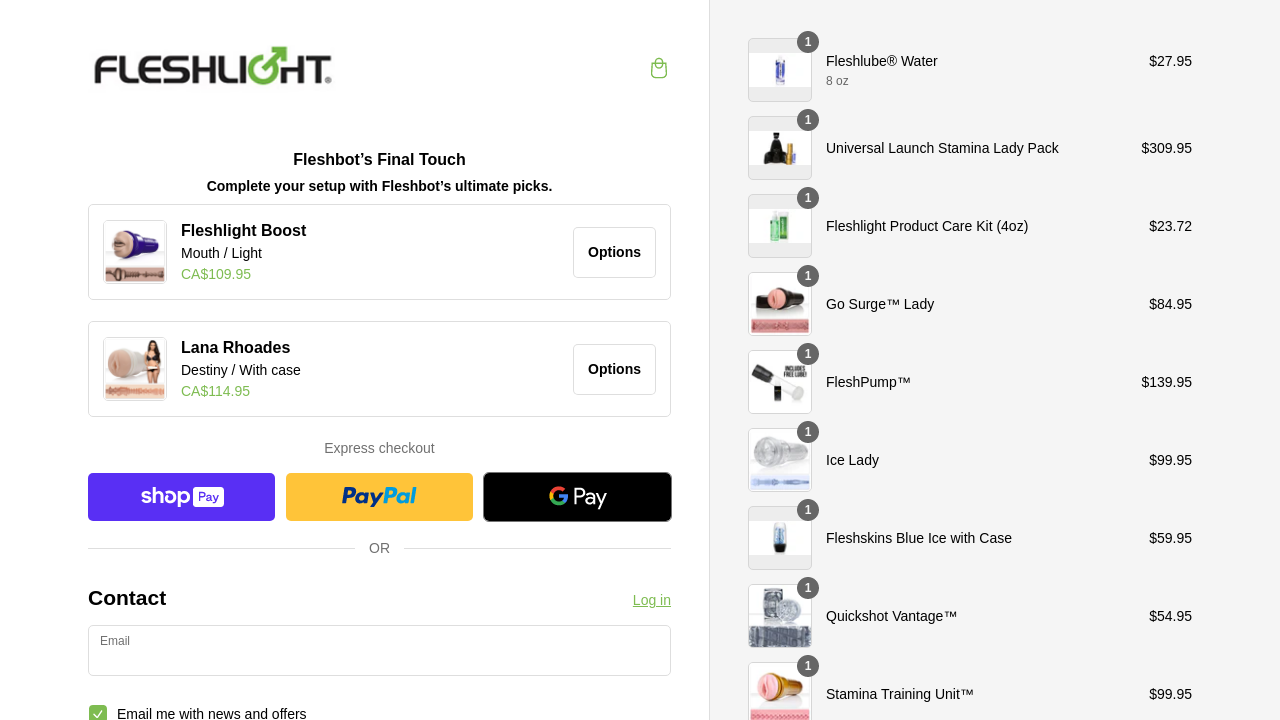 FLESHLIGHT®
Fleshbot’s Final Touch
Complete your setup with Fleshbot’s ultimate picks.
Fleshlight Boost
Mouth / Light
CA$109.95
Options
Lana Rhoades
Destiny / With case
CA$114.95
Options
Express checkout
shop Pay
PayPal
G Pay
OR
Contact
Log in
Email
Email me with news and offers
1
Fleshlube® Water
8 oz
$27.95
1
Universal Launch Stamina Lady Pack
$309.95
1
Fleshlight Product Care Kit (4oz)
$23.72
1
Go Surge™ Lady
$84.95
1
INCLUDES
FREE LUBE!
FleshPump™
$139.95
1
Ice Lady
$99.95
1
Fleshskins Blue Ice with Case
$59.95
1
Quickshot Vantage™
$54.95
1
Stamina Training Unit™
$99.95